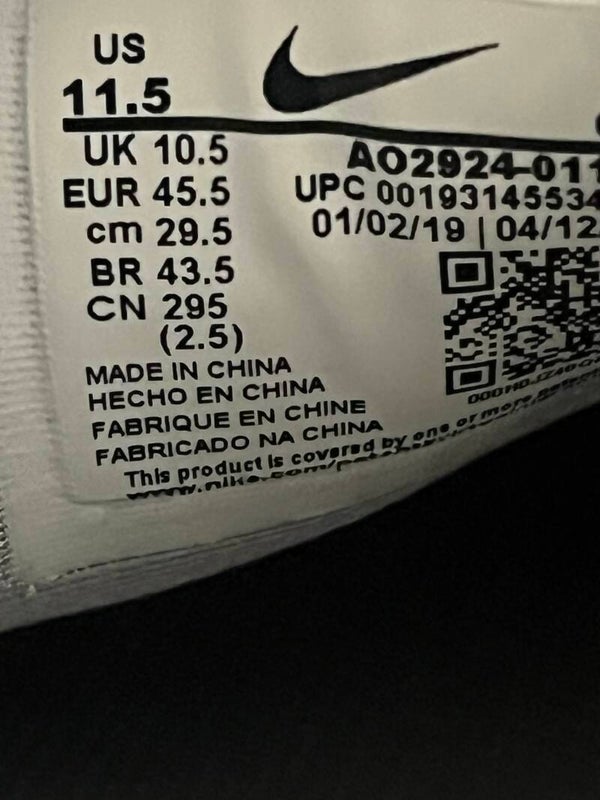 US
11.5
UK 10.5
EUR 45.5
cm 29.5
BR 43.5
CN 295
(2.5)
AO2924-011
UPC 00193145534
01/02/19 | 04/12
MADE IN CHINA
HECHO EN CHINA
FABRIQUE EN CHINE
FABRICADO NA CHINA
This product is covered by one or more